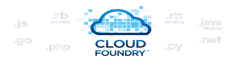 .js
.rb
.rb
.java
.go
.php
CLOUD
FOUNDRY
.py
.net